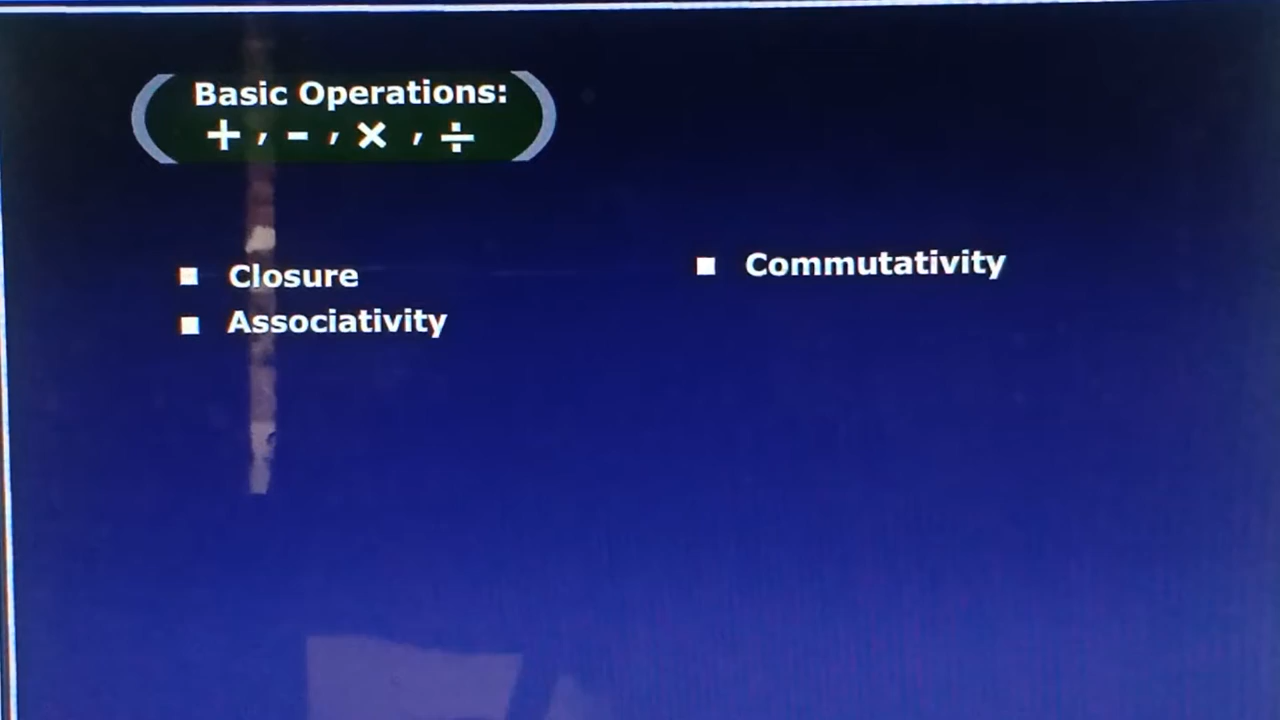 Basic Operations:
+ , - , × , ÷
▪ Closure
▪ Commutativity
▪ Associativity